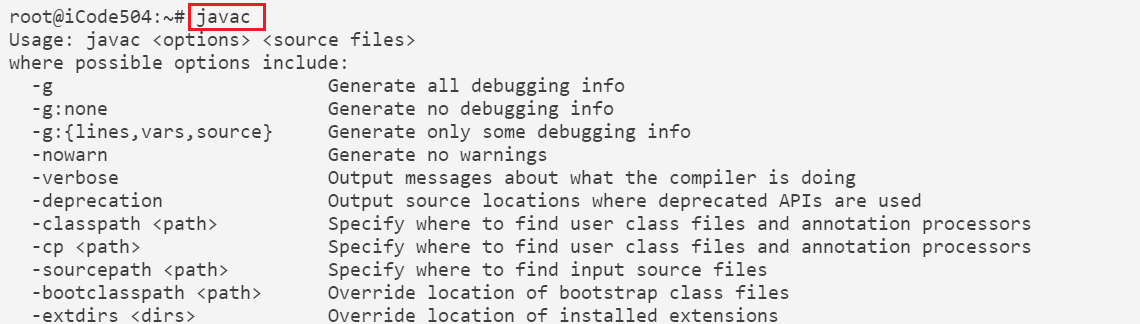 root@iCode504:~# javac
Usage: javac <options> <source files>
where possible options include:
  -g                         Generate all debugging info
  -g:none                    Generate no debugging info
  -g:{lines,vars,source}     Generate only some debugging info
  -nowarn                    Generate no warnings
  -verbose                   Output messages about what the compiler is doing
  -deprecation               Output source locations where deprecated APIs are used
  -classpath <path>          Specify where to find user class files and annotation processors
  -cp <path>                 Specify where to find user class files and annotation processors
  -sourcepath <path>         Specify where to find input source files
  -bootclasspath <path>      Override location of bootstrap class files
  -extdirs <dirs>            Override location of installed extensions